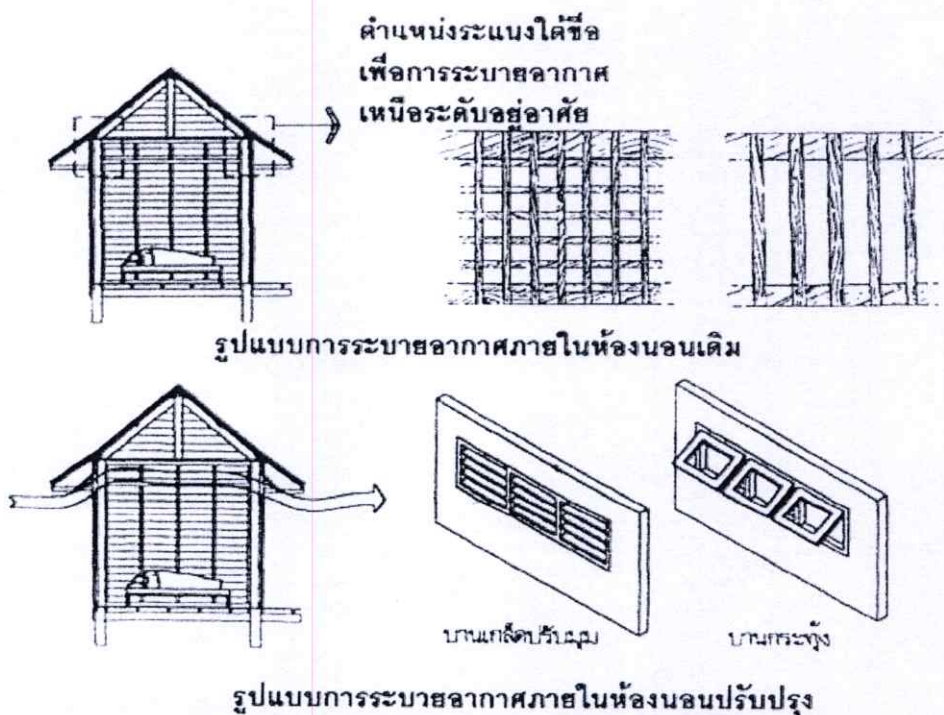 ตำแหน่งระแนงใต้ขื่อ
เพื่อการระบายอากาศ
เหนือระดับอยู่อาศัย
รูปแบบการระบายอากาศภายในห้องนอนเดิม
บานเกล็ดปรับมุม
บานกระทุ้ง
รูปแบบการระบายอากาศภายในห้องนอนปรับปรุง